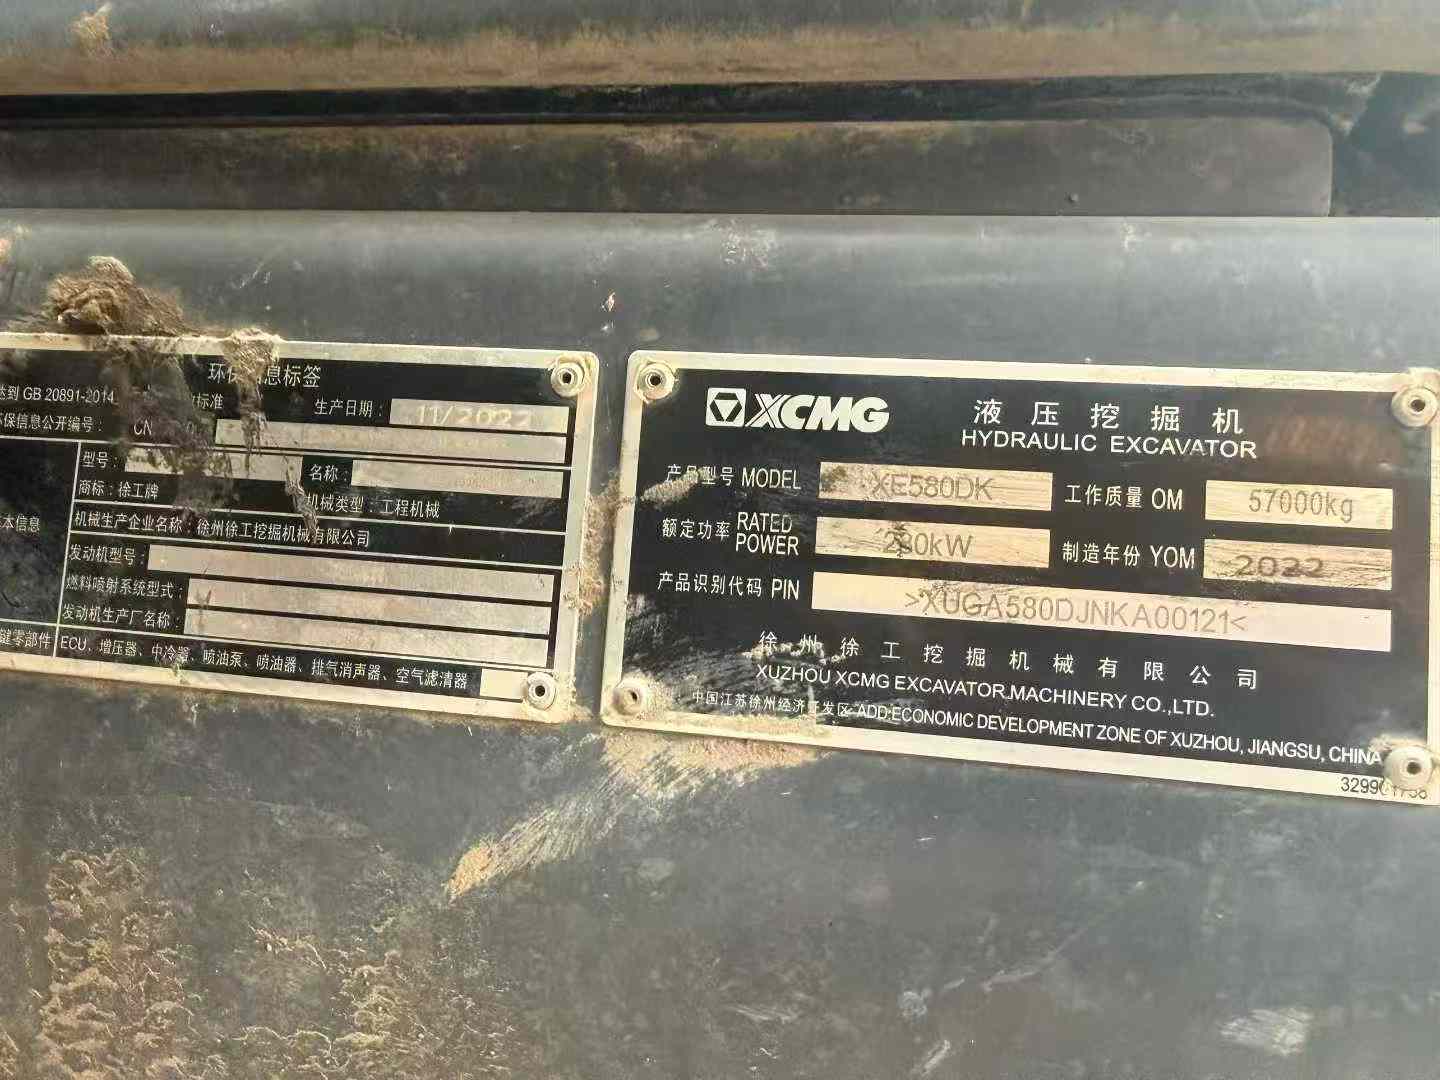 环保信息标签
达到 GB 20891-2014
标准
生产日期： 11/2022
环保信息公开编号： CN
型号：
名称：
商标：徐工牌
机械类型：工程机械
本信息
机械生产企业名称：徐州徐工挖掘机械有限公司
发动机型号：
燃料喷射系统型式：
发动机生产厂名称：
键零部件 ECU、增压器、中冷器、喷油泵、喷油器、排气消声器、空气滤清器
XCMG
液压挖掘机
HYDRAULIC EXCAVATOR
产品型号 MODEL XE580DK 工作质量 OM 57000kg
额定功率 RATED POWER kW 制造年份 YOM 2022
产品识别代码 PIN >XUGA580DJNKA00121<
徐州徐工挖掘机械有限公司
XUZHOU XCMG EXCAVATOR MACHINERY CO.,LTD.
中国江苏徐州经济开发区 ADD:ECONOMIC DEVELOPMENT ZONE OF XUZHOU, JIANGSU, CHINA